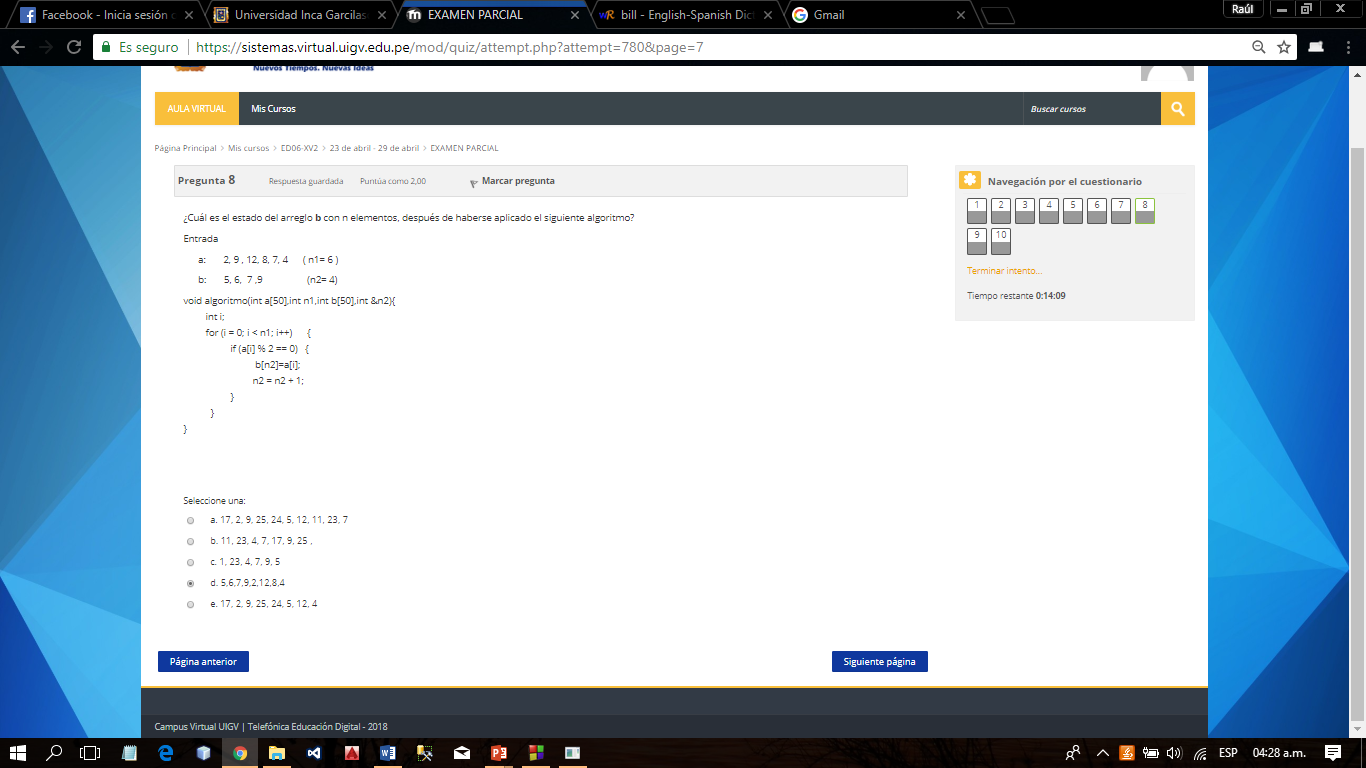 Facebook - Inicia sesión
Universidad Inca Garcilas
EXAMEN PARCIAL
bill - English-Spanish Dic
Gmail
Raúl
Es seguro
https://sistemas.virtual.uigv.edu.pe/mod/quiz/attempt.php?attempt=780&page=7
Nuevos Tiempos. Nuevas Ideas
AULA VIRTUAL
Mis Cursos
Buscar cursos
Página Principal > Mis cursos > ED06-XV2 > 23 de abril - 29 de abril > EXAMEN PARCIAL
Pregunta 8
Respuesta guardada
Puntúa como 2,00
Marcar pregunta
¿Cuál es el estado del arreglo b con n elementos, después de haberse aplicado el siguiente algoritmo?
Entrada
a: 2, 9 , 12, 8, 7, 4 ( n1= 6 )
b: 5, 6, 7 ,9 (n2= 4)
void algoritmo(int a[50],int n1,int b[50],int &n2){
int i;
for (i = 0; i < n1; i++) {
if (a[i] % 2 == 0) {
b[n2]=a[i];
n2 = n2 + 1;
}
}
}
Seleccione una:
a. 17, 2, 9, 25, 24, 5, 12, 11, 23, 7
b. 11, 23, 4, 7, 17, 9, 25 ,
c. 1, 23, 4, 7, 9, 5
d. 5,6,7,9,2,12,8,4
e. 17, 2, 9, 25, 24, 5, 12, 4
Página anterior
Siguiente página
Navegación por el cuestionario
1 2 3 4 5 6 7 8
9 10
Terminar intento...
Tiempo restante 0:14:09
Campus Virtual UIGV | Telefónica Educación Digital - 2018
ESP
04:28 a.m.